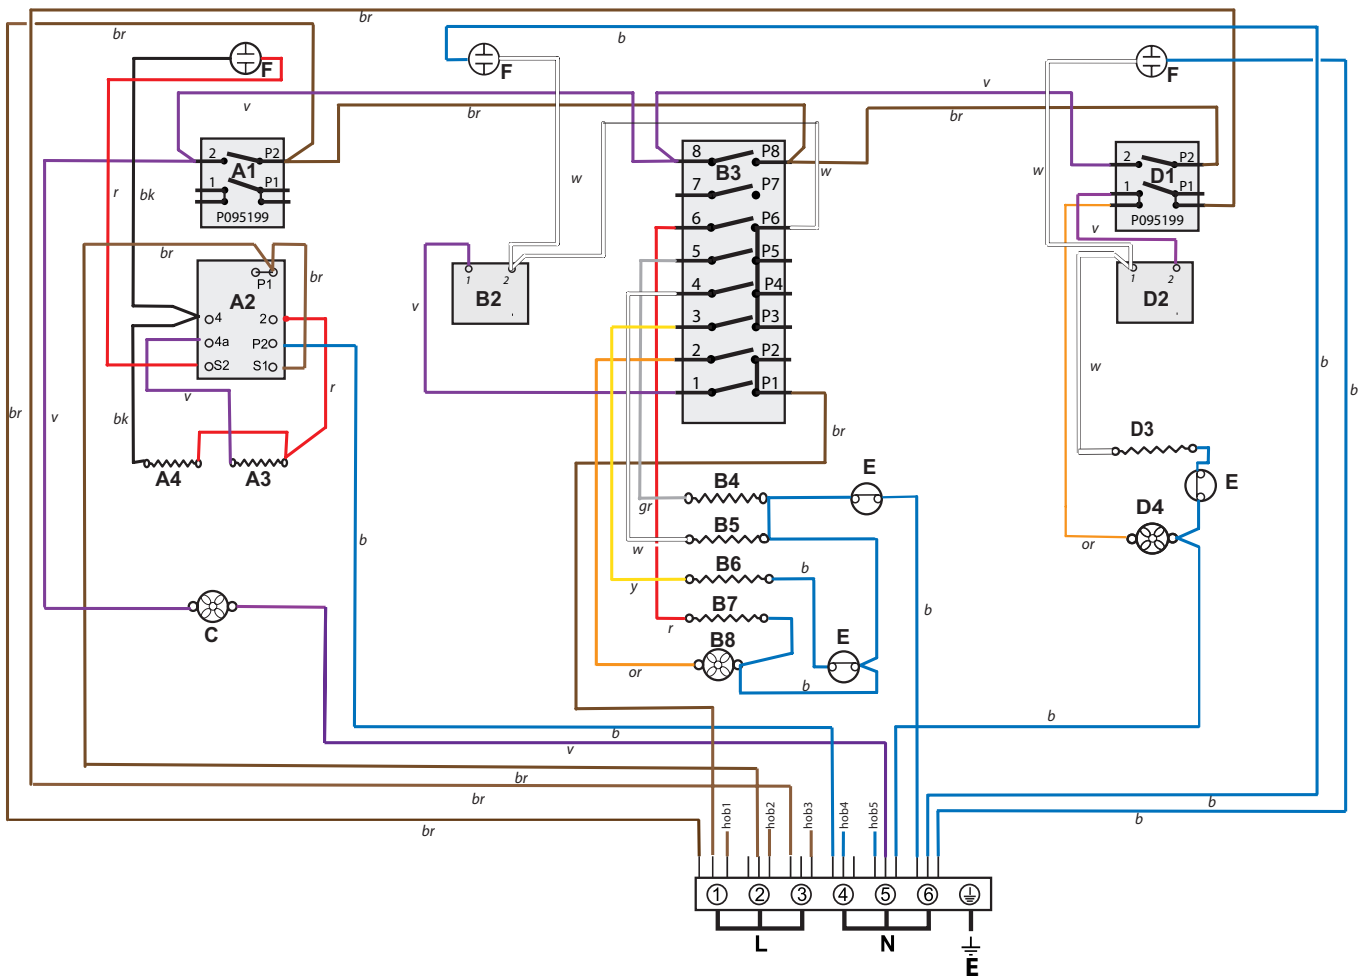 br
br
b
F
F
F
v
br
v
br
2 P2
A1
1 P1
P095199
8 P8
B3
7 P7
6 P6
5 P5
4 P4
3 P3
2 P2
1 P1
2 P2
D1
1 P1
P095199
r
bk
w
w
w
v
br
br
P1
A2
4 2
4a P2
S2 S1
1 2
B2
v
1 2
D2
br
v
v
bk
r
w
b
b
A4
A3
br
D3
E
D4
or
B4
E
gr
B5
w
B6
b
y
B7
r
B8
E
or
b
b
b
C
b
v
b
br
br
br
b
b
hob1
hob2
hob3
hob4
hob5
1 2 3 4 5 6
L
N
E